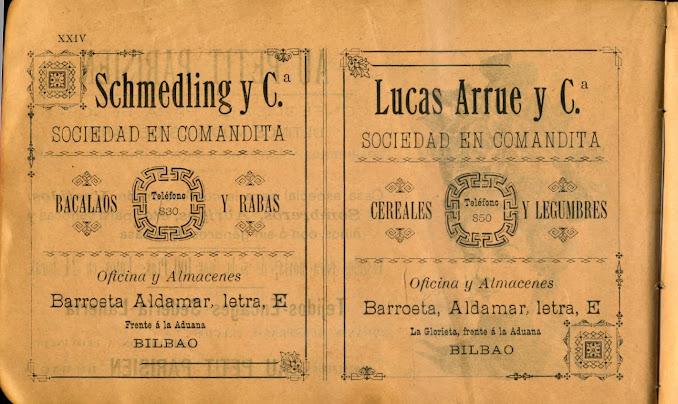 XXIV
Schmedling y C.ª
SOCIEDAD EN COMANDITA
BACALAOS
Teléfono
830
Y RABAS
Oficina y Almacenes
Barroeta Aldamar, letra, E
Frente á la Aduana
BILBAO
Lucas Arrue y C.ª
SOCIEDAD EN COMANDITA
CEREALES
Teléfono
850
Y LEGUMBRES
Oficina y Almacenes
Barroeta, Aldamar, letra, E
La Glorieta, frente á la Aduana
BILBAO